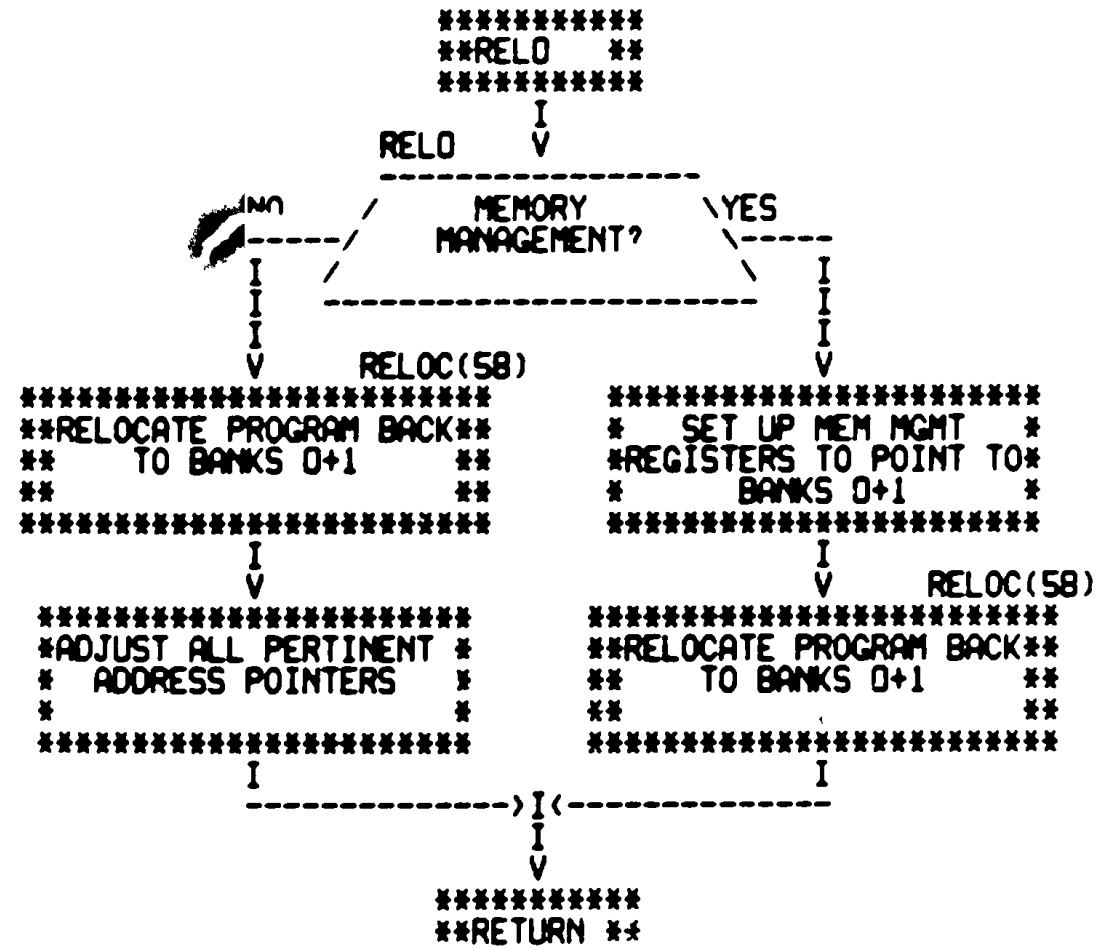 ***********
**RELO   **
***********
I
RELO    V
-----------------
NO    /    MEMORY    \YES
-----/   MANAGEMENT?   \-----
I   /                       \   I
I   -----------------------   I
I                               I
V    RELOC(58)                  V
*************************    ***********************
**RELOCATE PROGRAM BACK**    *   SET UP MEM MGMT   *
**    TO BANKS 0+1     **    *REGISTERS TO POINT TO*
**                     **    *      BANKS 0+1      *
*************************    ***********************
I                               I
V                               V    RELOC(58)
***********************    *************************
*ADJUST ALL PERTINENT *    **RELOCATE PROGRAM BACK**
*  ADDRESS POINTERS   *    **    TO BANKS 0+1     **
*                     *    **                     **
***********************    *************************
I                               I
-------------->I<--------------
I
V
***********
**RETURN **